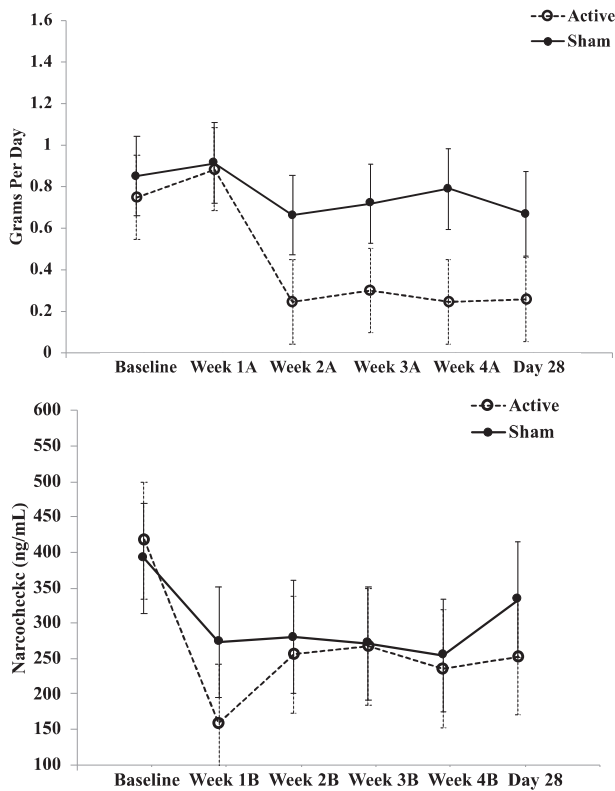 1.6
Active
Sham
1.4
1.2
1
0.8
0.6
0.4
0.2
0
Grams Per Day
Baseline Week 1A Week 2A Week 3A Week 4A Day 28
600
Active
Sham
550
500
450
400
350
300
250
200
150
100
Narcocheckc (ng/mL)
Baseline Week 1B Week 2B Week 3B Week 4B Day 28